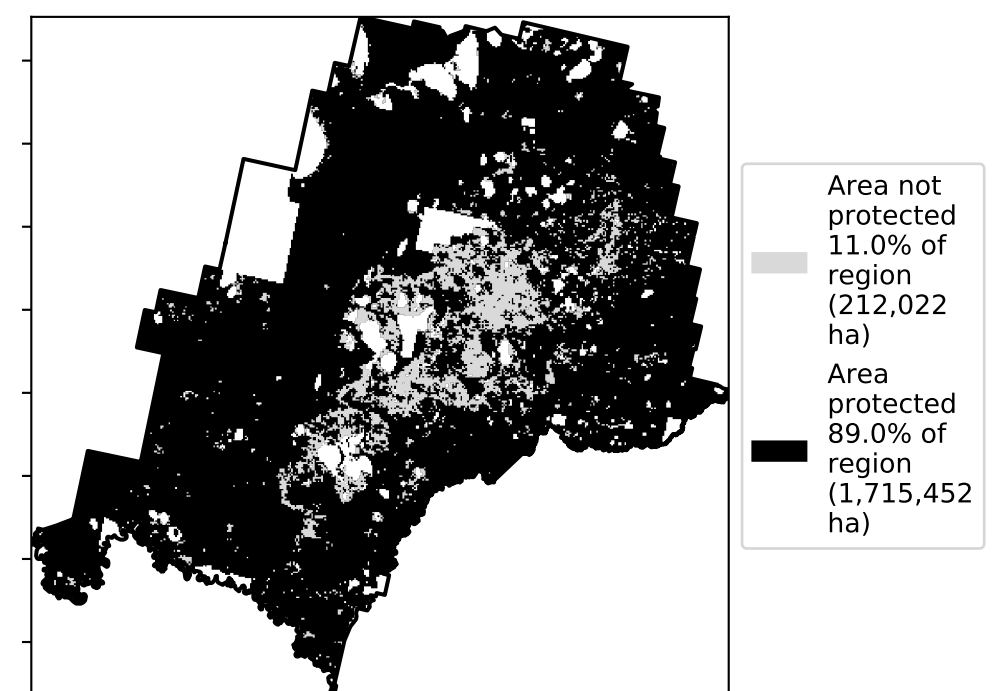 Area not
protected
11.0% of
region
(212,022
ha)
Area
protected
89.0% of
region
(1,715,452
ha)